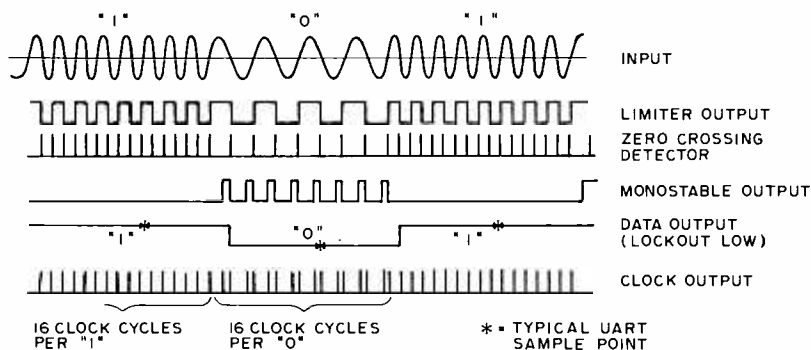 "1" "0" "1"
INPUT
LIMITER OUTPUT
ZERO CROSSING
DETECTOR
MONOSTABLE OUTPUT
DATA OUTPUT
(LOCKOUT LOW)
"1" "0" "1"
CLOCK OUTPUT
16 CLOCK CYCLES
PER "1"
16 CLOCK CYCLES
PER "0"
* = TYPICAL UART
SAMPLE POINT